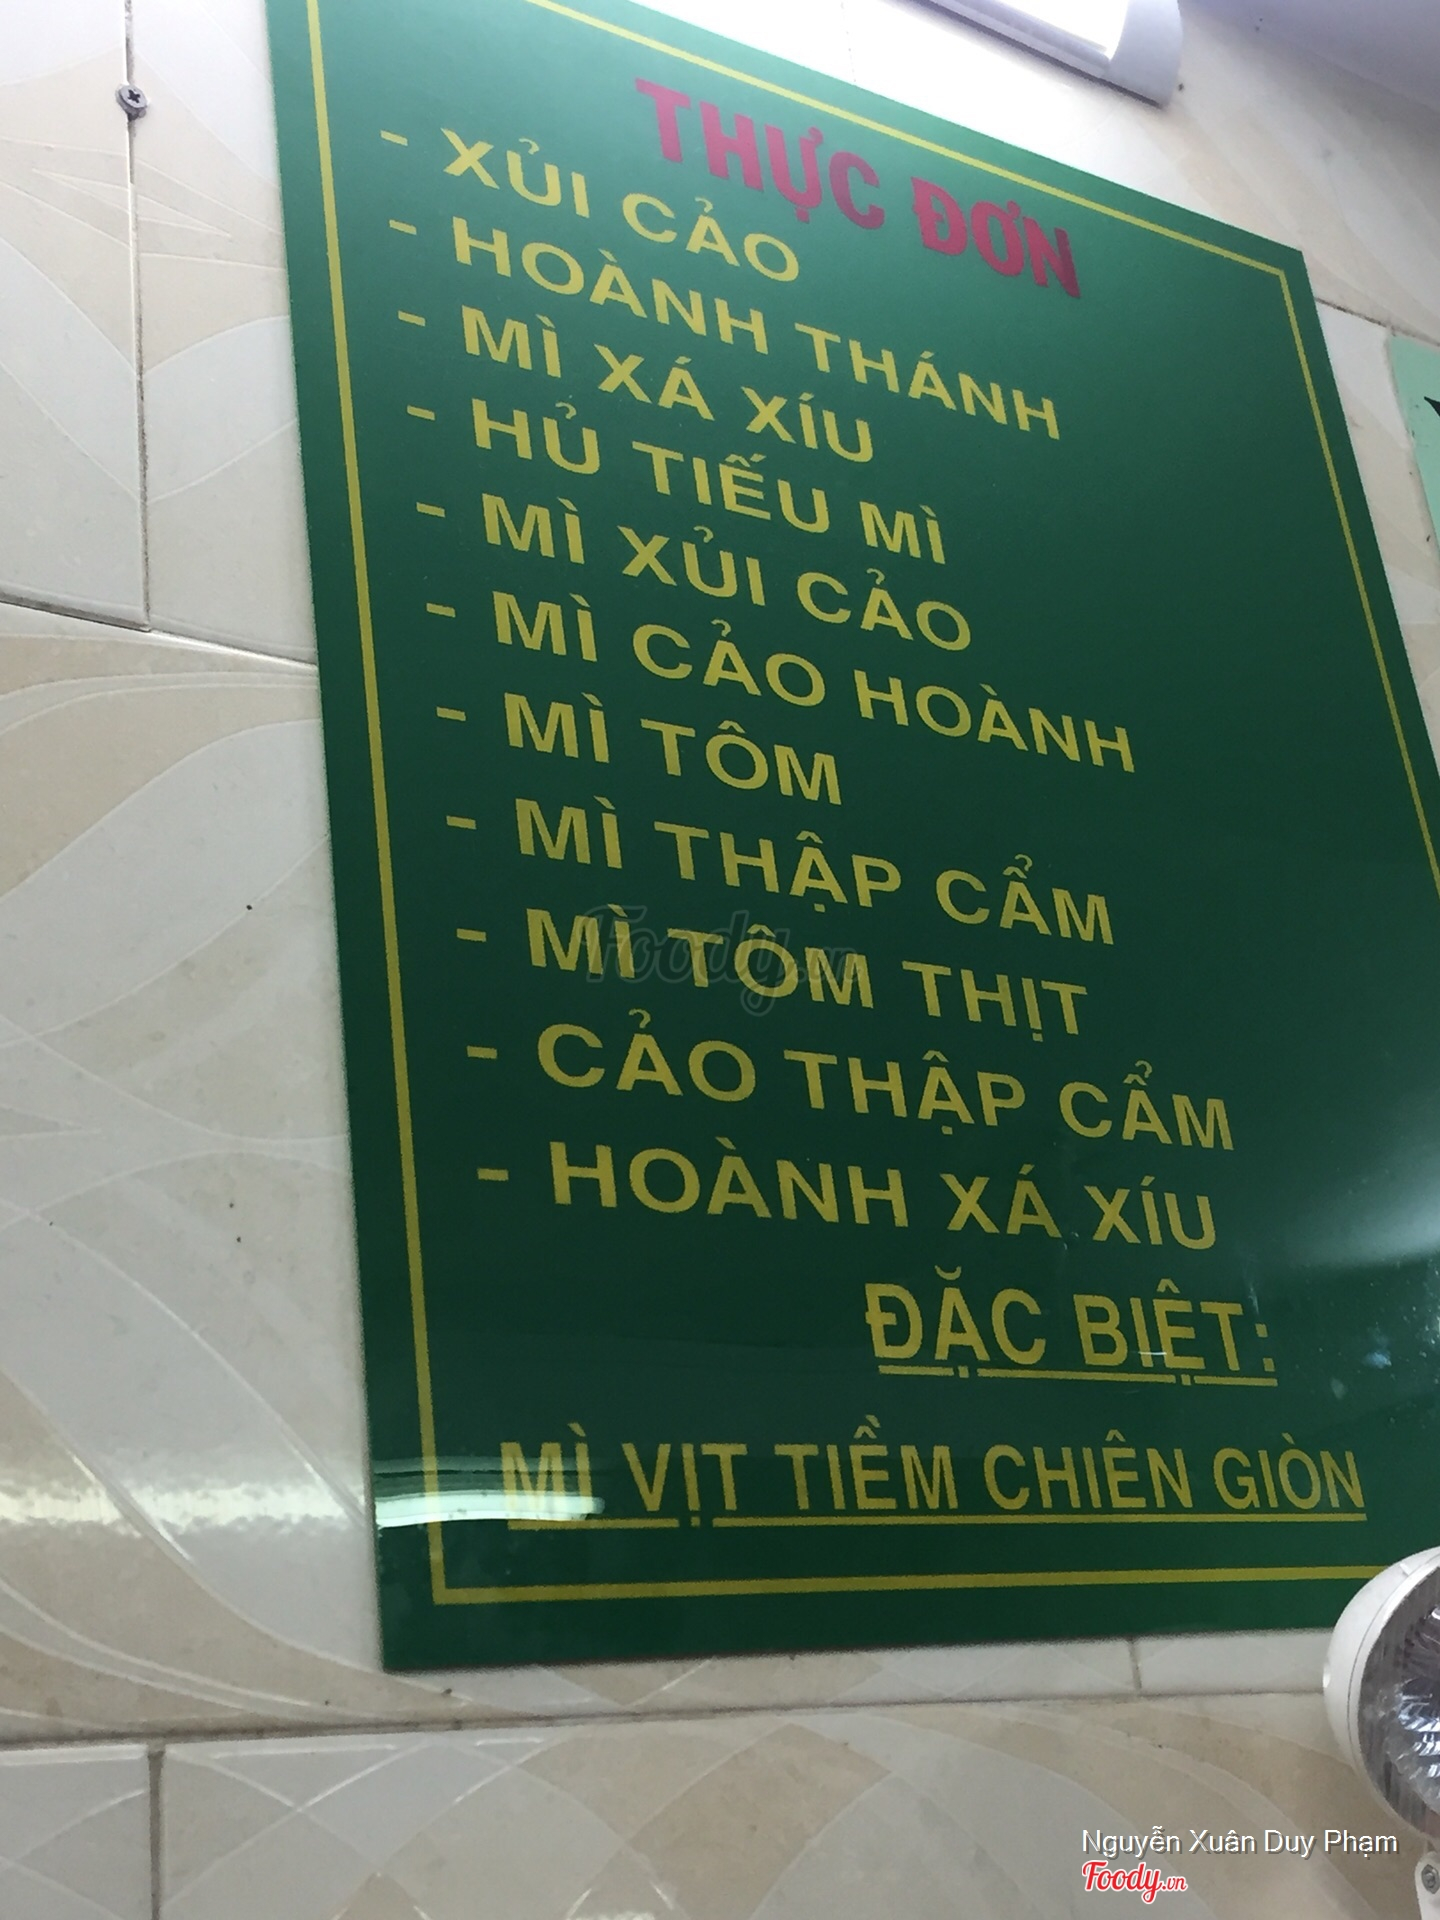 THỰC ĐƠN
- XỦI CẢO
- HOÀNH THÁNH
- MÌ XÁ XÍU
- HỦ TIẾU MÌ
- MÌ XỦI CẢO
- MÌ CẢO HOÀNH
- MÌ TÔM
- MÌ THẬP CẨM
- MÌ TÔM THỊT
- CẢO THẬP CẨM
- HOÀNH XÁ XÍU
ĐẶC BIỆT:
MÌ VỊT TIỀM CHIÊN GIÒN
Foody.vn
Nguyễn Xuân Duy Phạm
Foody.vn